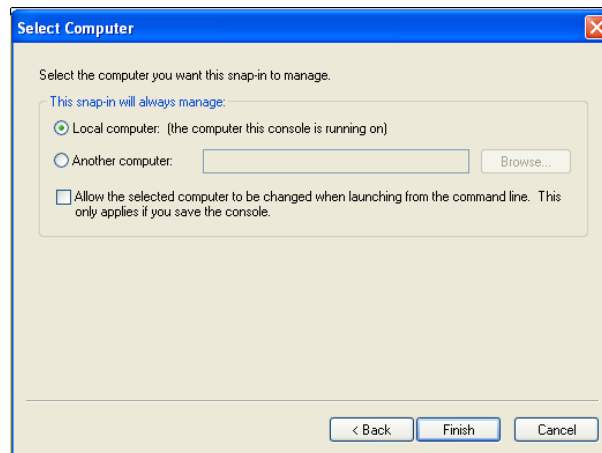 Select Computer
Select the computer you want this snap-in to manage.
This snap-in will always manage:
Local computer: (the computer this console is running on)
Another computer:
Browse...
Allow the selected computer to be changed when launching from the command line. This
only applies if you save the console.
< Back
Finish
Cancel